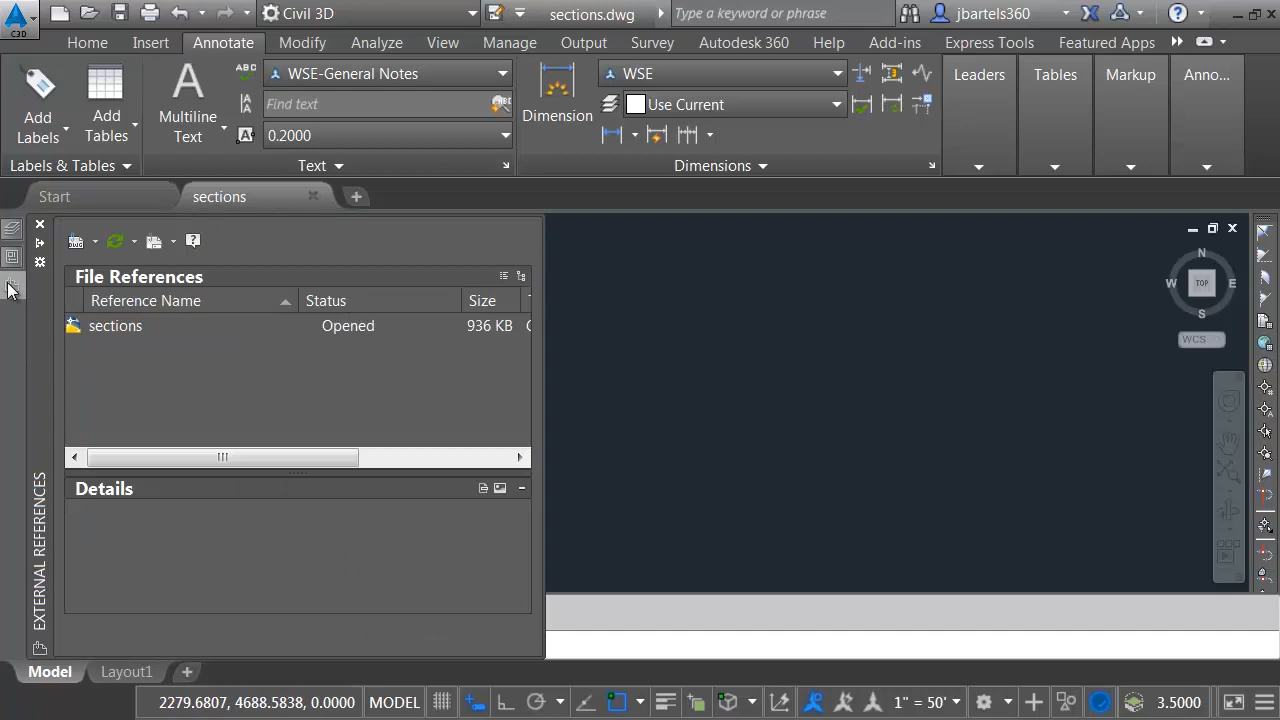 C3D
Civil 3D
sections.dwg
Type a keyword or phrase
jbartels360
Home
Insert
Annotate
Modify
Analyze
View
Manage
Output
Survey
Autodesk 360
Help
Add-ins
Express Tools
Featured Apps
Add
Labels
Add
Tables
Labels & Tables
Multiline
Text
ABC
WSE-General Notes
Find text
0.2000
Text
Dimension
WSE
Use Current
Dimensions
Leaders
Tables
Markup
Anno...
Start
sections
File References
Reference Name
Status
Size
sections
Opened
936 KB
Details
EXTERNAL REFERENCES
N
W
TOP
E
S
WCS
Model
Layout1
2279.6807, 4688.5838, 0.0000
MODEL
1" = 50'
3.5000